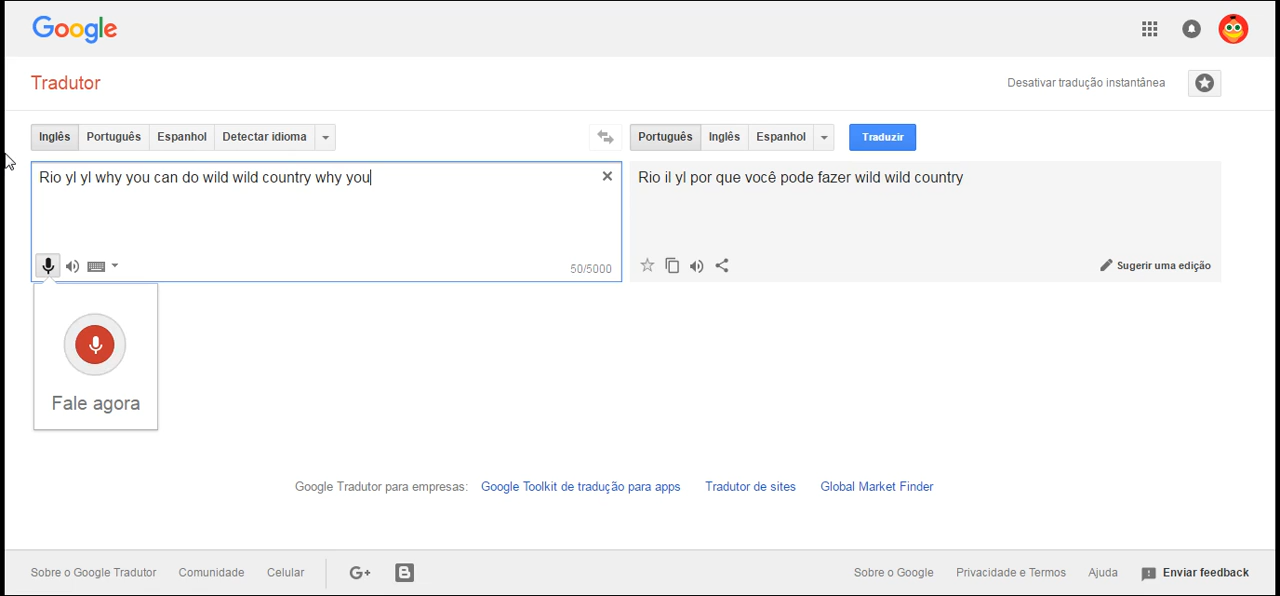 Google
Tradutor
Desativar tradução instantânea
Inglês Português Espanhol Detectar idioma
Português Inglês Espanhol Traduzir
Rio yl yl why you can do wild wild country why you
Rio il yl por que você pode fazer wild wild country
50/5000
Sugerir uma edição
Fale agora
Google Tradutor para empresas: Google Toolkit de tradução para apps Tradutor de sites Global Market Finder
Sobre o Google Tradutor Comunidade Celular G+ B Sobre o Google Privacidade e Termos Ajuda Enviar feedback